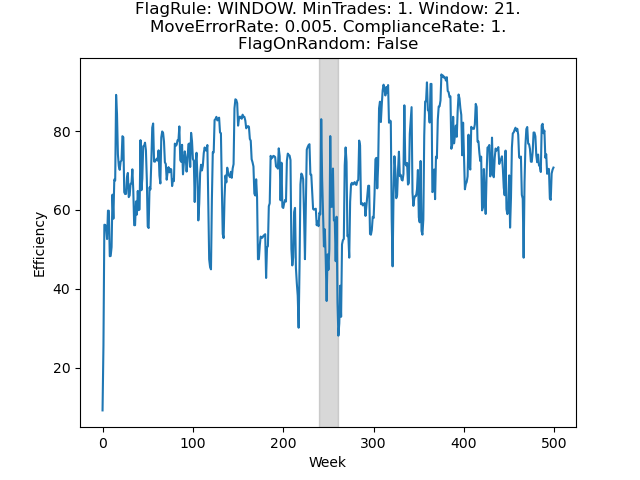 FlagRule: WINDOW. MinTrades: 1. Window: 21.
MoveErrorRate: 0.005. ComplianceRate: 1.
FlagOnRandom: False
80
60
40
20
Efficiency
0
100
200
300
400
500
Week